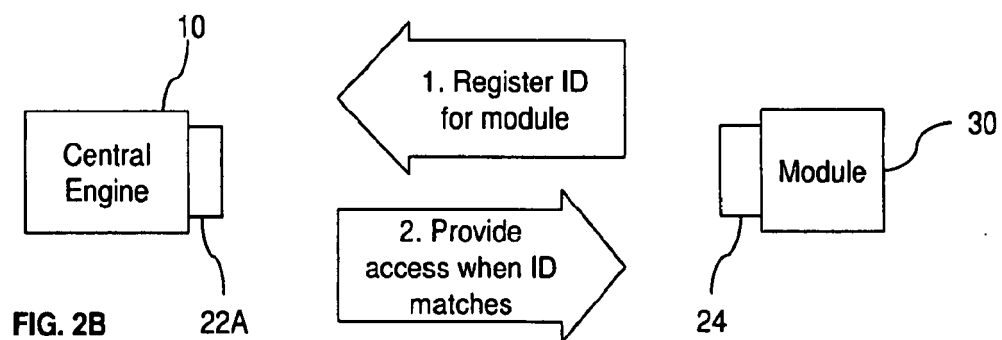 10
1. Register ID
for module
Central
Engine
Module
30
2. Provide
access when ID
matches
FIG. 2B
22A
24